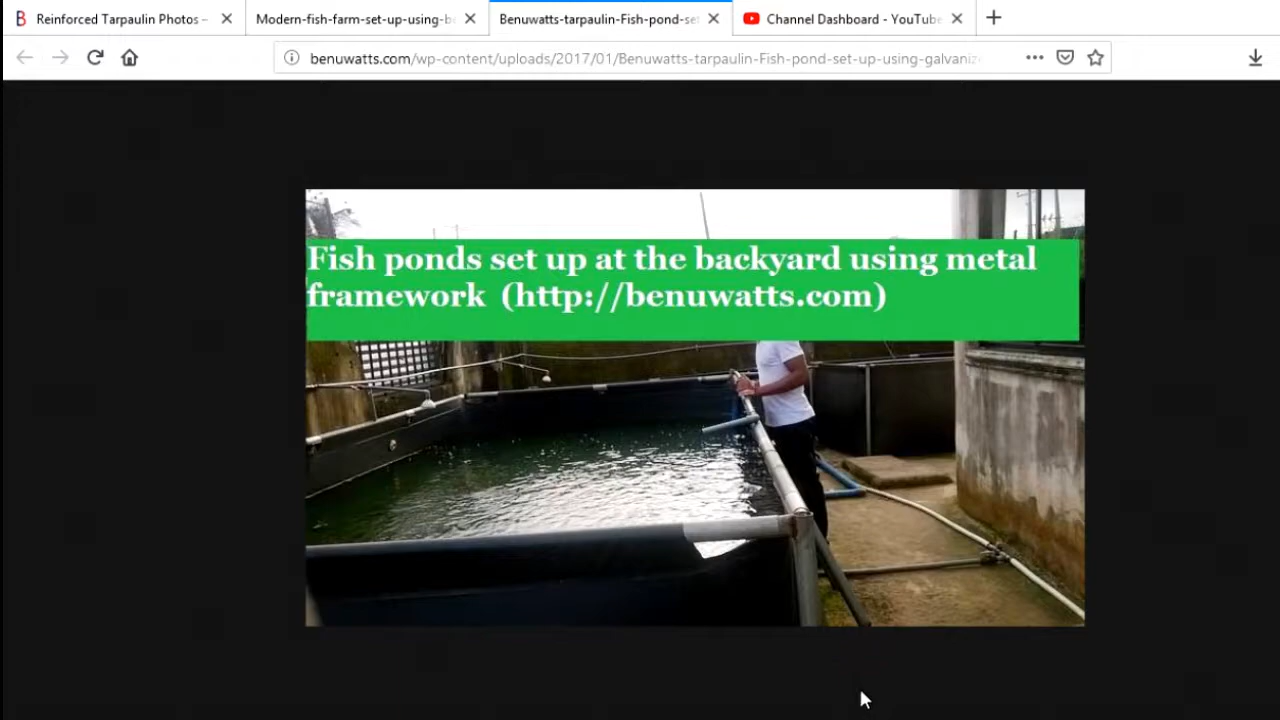 Reinforced Tarpaulin Photos –
Modern-fish-farm-set-up-using-b
Benuwatts-tarpaulin-Fish-pond-se
Channel Dashboard - YouTube
benuwatts.com/wp-content/uploads/2017/01/Benuwatts-tarpaulin-Fish-pond-set-up-using-galvaniz
Fish ponds set up at the backyard using metal
framework (http://benuwatts.com)